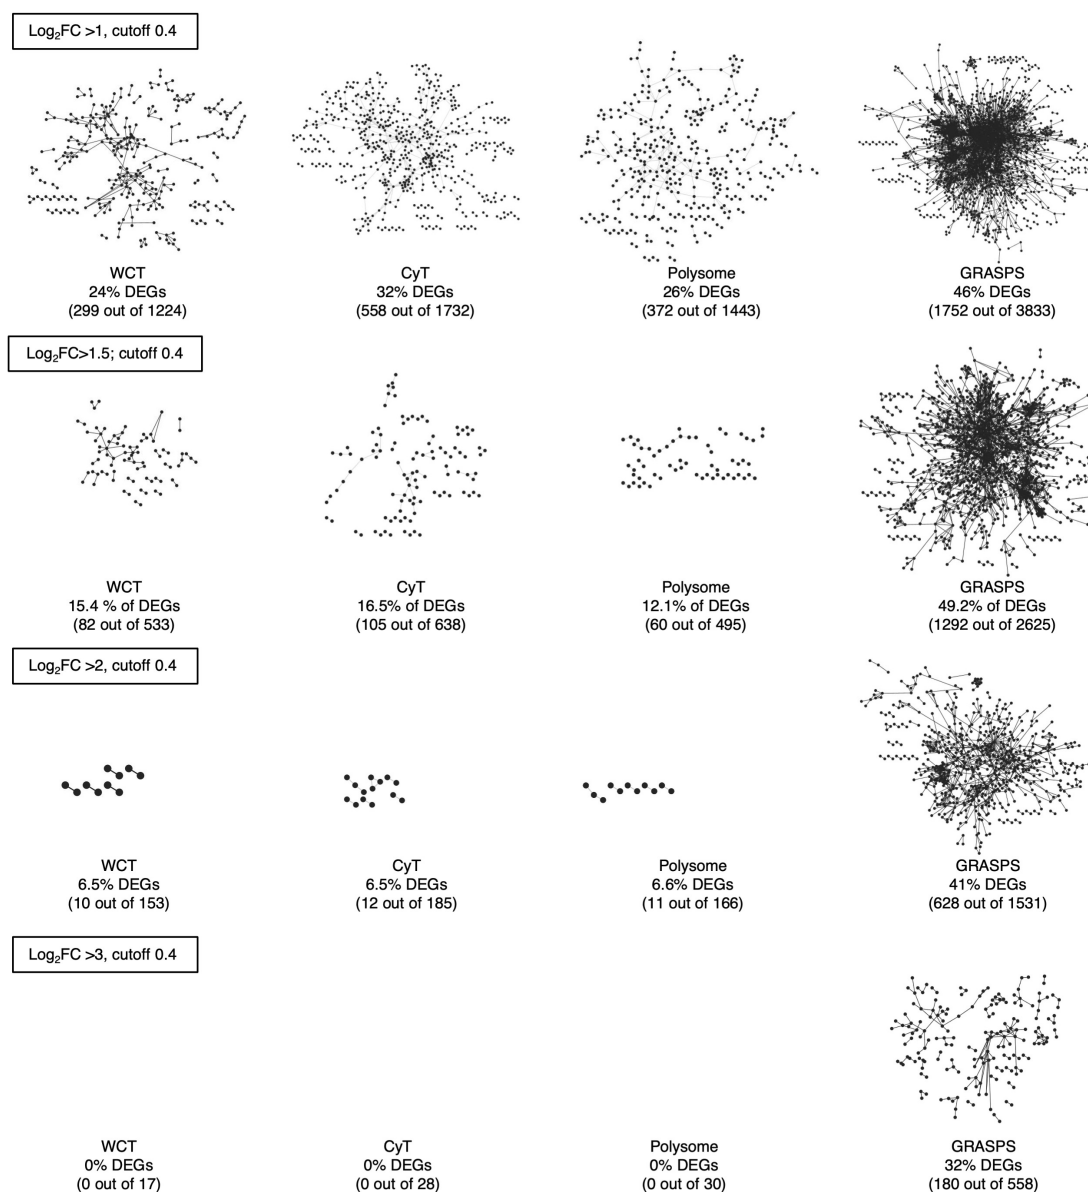 Log₂FC >1, cutoff 0.4
WCT
24% DEGs
(299 out of 1224)
CyT
32% DEGs
(558 out of 1732)
Polysome
26% DEGs
(372 out of 1443)
GRASPS
46% DEGs
(1752 out of 3833)
Log₂FC>1.5; cutoff 0.4
WCT
15.4 % of DEGs
(82 out of 533)
CyT
16.5% of DEGs
(105 out of 638)
Polysome
12.1% of DEGs
(60 out of 495)
GRASPS
49.2% of DEGs
(1292 out of 2625)
Log₂FC >2, cutoff 0.4
WCT
6.5% DEGs
(10 out of 153)
CyT
6.5% DEGs
(12 out of 185)
Polysome
6.6% DEGs
(11 out of 166)
GRASPS
41% DEGs
(628 out of 1531)
Log₂FC >3, cutoff 0.4
WCT
0% DEGs
(0 out of 17)
CyT
0% DEGs
(0 out of 28)
Polysome
0% DEGs
(0 out of 30)
GRASPS
32% DEGs
(180 out of 558)